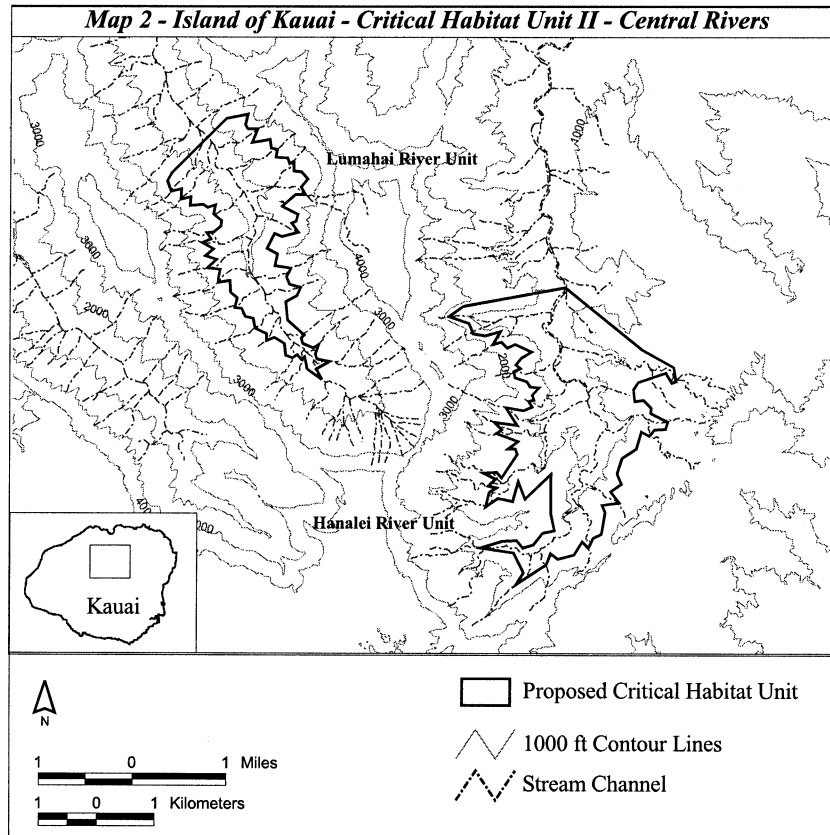 Map 2 - Island of Kauai - Critical Habitat Unit II - Central Rivers
3000
1000
Lumahai River Unit
3000
4000
2000
3000
2000
3000
3000
Hanalei River Unit
Kauai
N
1 0 1 Miles
1 0 1 Kilometers
Proposed Critical Habitat Unit
1000 ft Contour Lines
Stream Channel